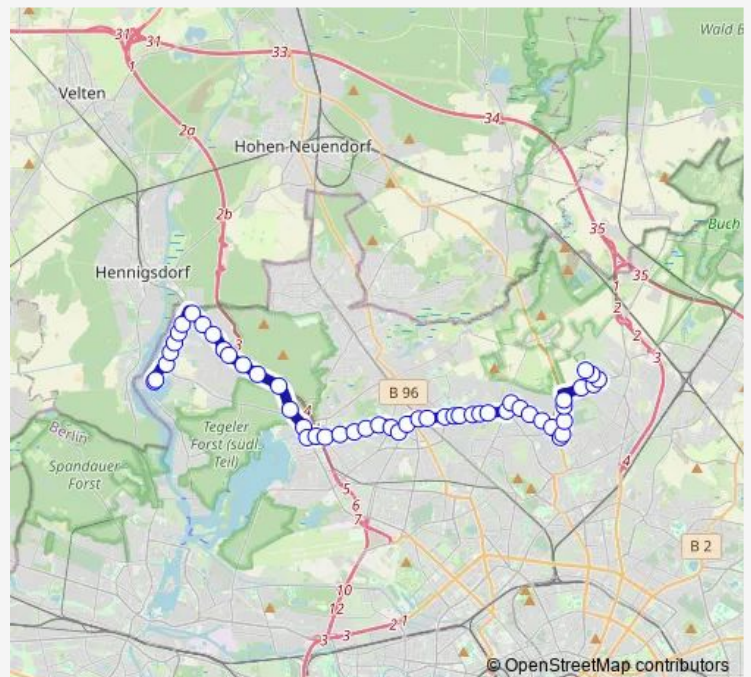 31
31
33
Wald B
1
Velten
34
2a
Hohen Neuendorf
2b
35
Buch
35
Hennigsdorf
1
2
2
3
3
B 96
4
Berlin
Tegeler
Forst (südl.
Teil)
Spandauer
Forst
4
5
6
7
B 2
10
12
3
3
2
1
© OpenStreetMap contributors